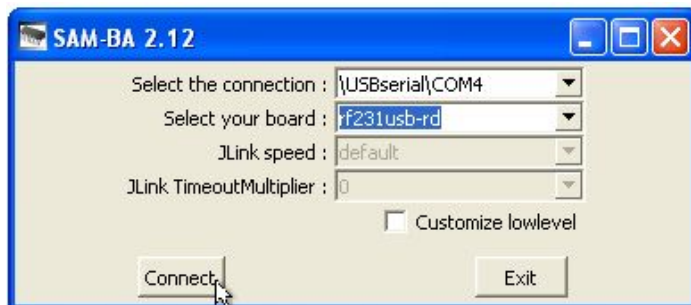 SAM-BA 2.12
Select the connection : \USBserial\COM4
Select your board : rf231usb-rd
JLink speed : default
JLink TimeoutMultiplier : 0
Customize lowlevel
Connect Exit